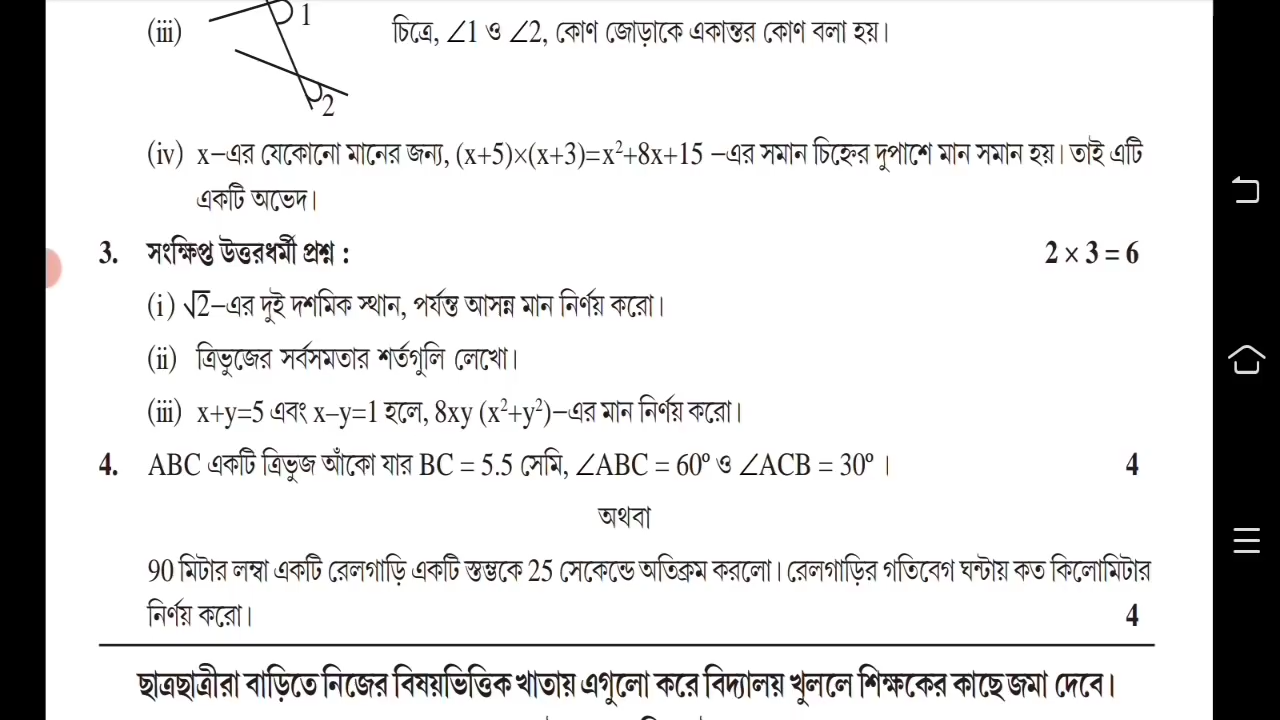 (iii) 1 চিত্রে, ∠1 ও ∠2, কোণ জোড়াকে একান্তর কোণ বলা হয়।
2
(iv) x–এর যেকোনো মানের জন্য, (x+5)×(x+3)=x²+8x+15 –এর সমান চিহ্নের দুপাশে মান সমান হয়। তাই এটি
একটি অভেদ।
3. সংক্ষিপ্ত উত্তরধর্মী প্রশ্ন : 2 × 3 = 6
(i) √2–এর দুই দশমিক স্থান, পর্যন্ত আসন্ন মান নির্ণয় করো।
(ii) ত্রিভুজের সর্বসমতার শর্তগুলি লেখো।
(iii) x+y=5 এবং x–y=1 হলে, 8xy (x²+y²)–এর মান নির্ণয় করো।
4. ABC একটি ত্রিভুজ আঁকো যার BC = 5.5 সেমি, ∠ABC = 60º ও ∠ACB = 30º । 4
অথবা
90 মিটার লম্বা একটি রেলগাড়ি একটি স্তম্ভকে 25 সেকেন্ডে অতিক্রম করলো। রেলগাড়ির গতিবেগ ঘন্টায় কত কিলোমিটার
নির্ণয় করো। 4
ছাত্রছাত্রীরা বাড়িতে নিজের বিষয়ভিত্তিক খাতায় এগুলো করে বিদ্যালয় খুললে শিক্ষকের কাছে জমা দেবে।